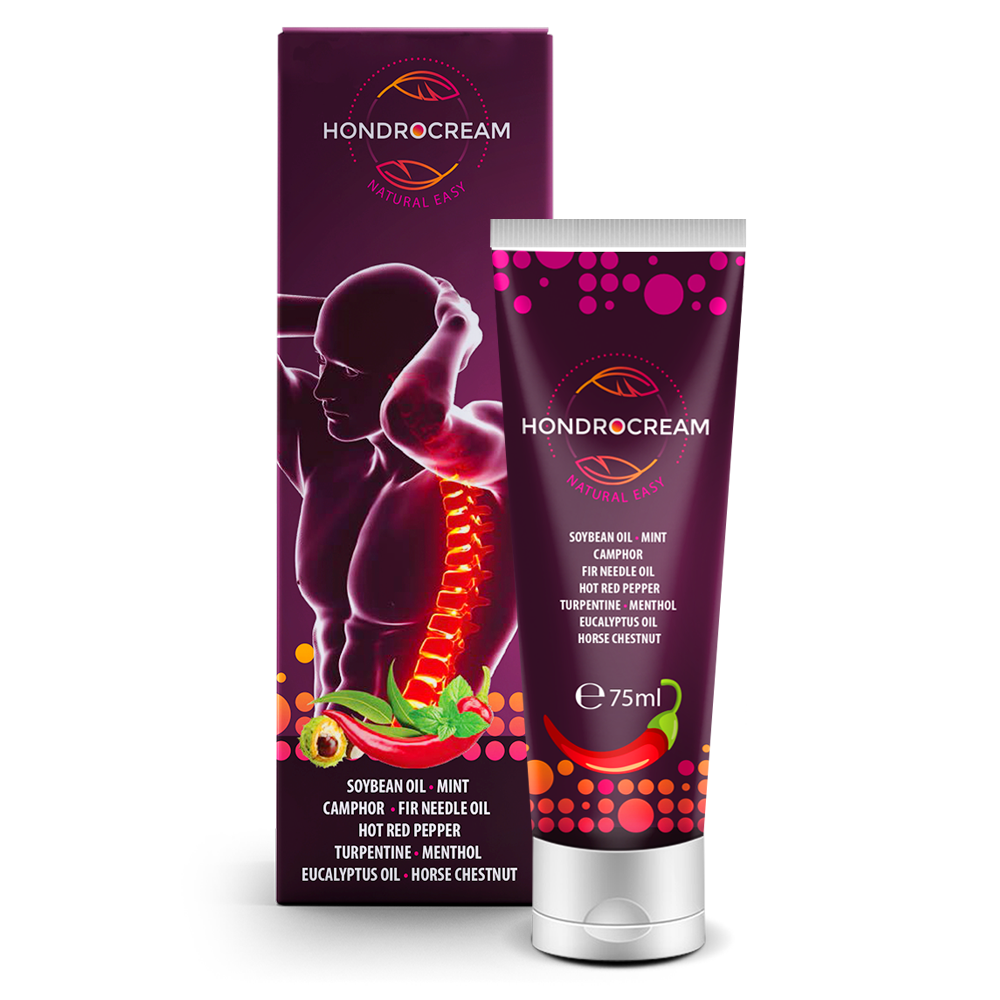 HONDROCREAM
NATURAL EASY
SOYBEAN OIL • MINT
CAMPHOR • FIR NEEDLE OIL
HOT RED PEPPER
TURPENTINE • MENTHOL
EUCALYPTUS OIL • HORSE CHESTNUT
HONDROCREAM
NATURAL EASY
SOYBEAN OIL • MINT
CAMPHOR
FIR NEEDLE OIL
HOT RED PEPPER
TURPENTINE • MENTHOL
EUCALYPTUS OIL
HORSE CHESTNUT
℮ 75ml